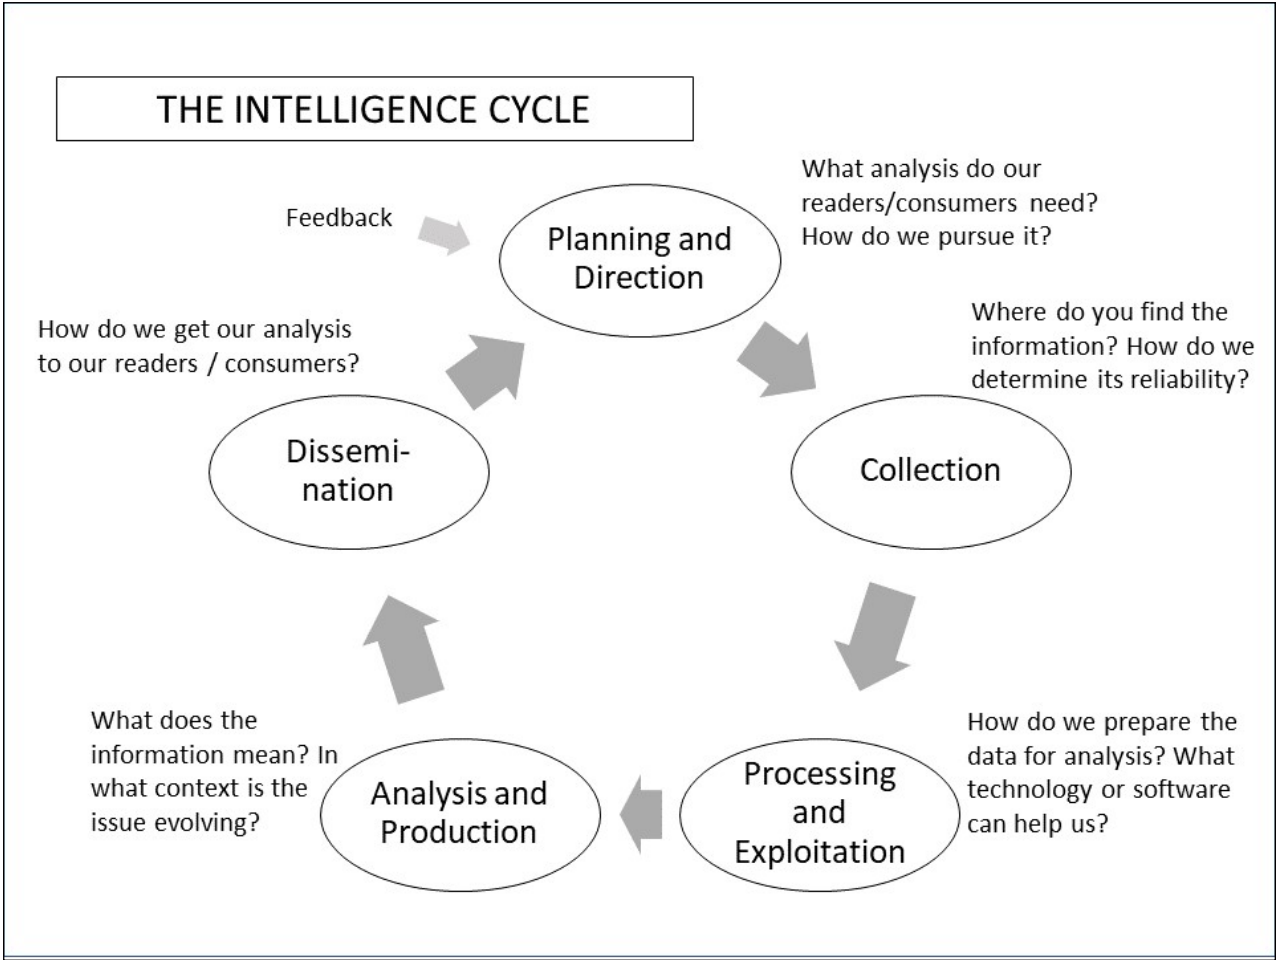 THE INTELLIGENCE CYCLE
What analysis do our
readers/consumers need?
How do we pursue it?
Feedback
Planning and
Direction
Where do you find the
information? How do we
determine its reliability?
How do we get our analysis
to our readers / consumers?
Dissemi-
nation
Collection
What does the
information mean? In
what context is the
issue evolving?
Analysis and
Production
Processing
and
Exploitation
How do we prepare the
data for analysis? What
technology or software
can help us?